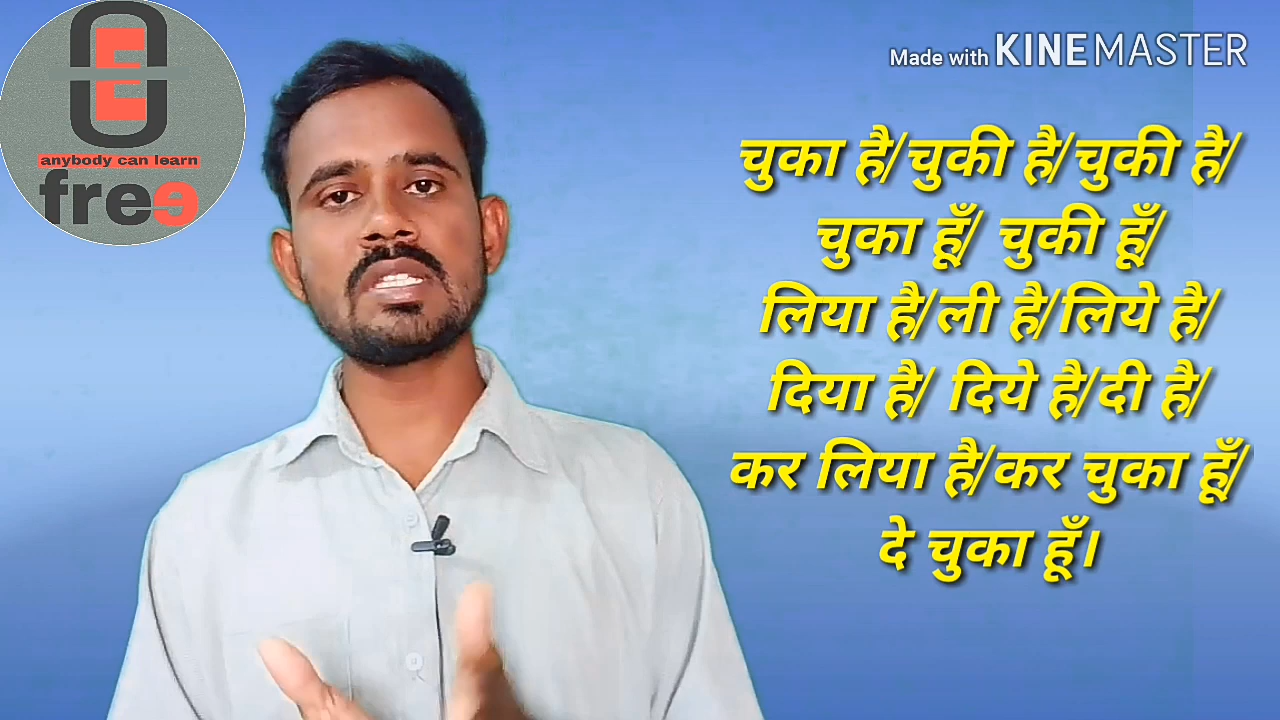 E
anybody can learn
free
Made with KINEMASTER
चुका है/चुकी है/चुकी है/
चुका हूँ/ चुकी हूँ/
लिया है/ली है/लिये है/
दिया है/ दिये है/दी है/
कर लिया है/कर चुका हूँ/
दे चुका हूँ।